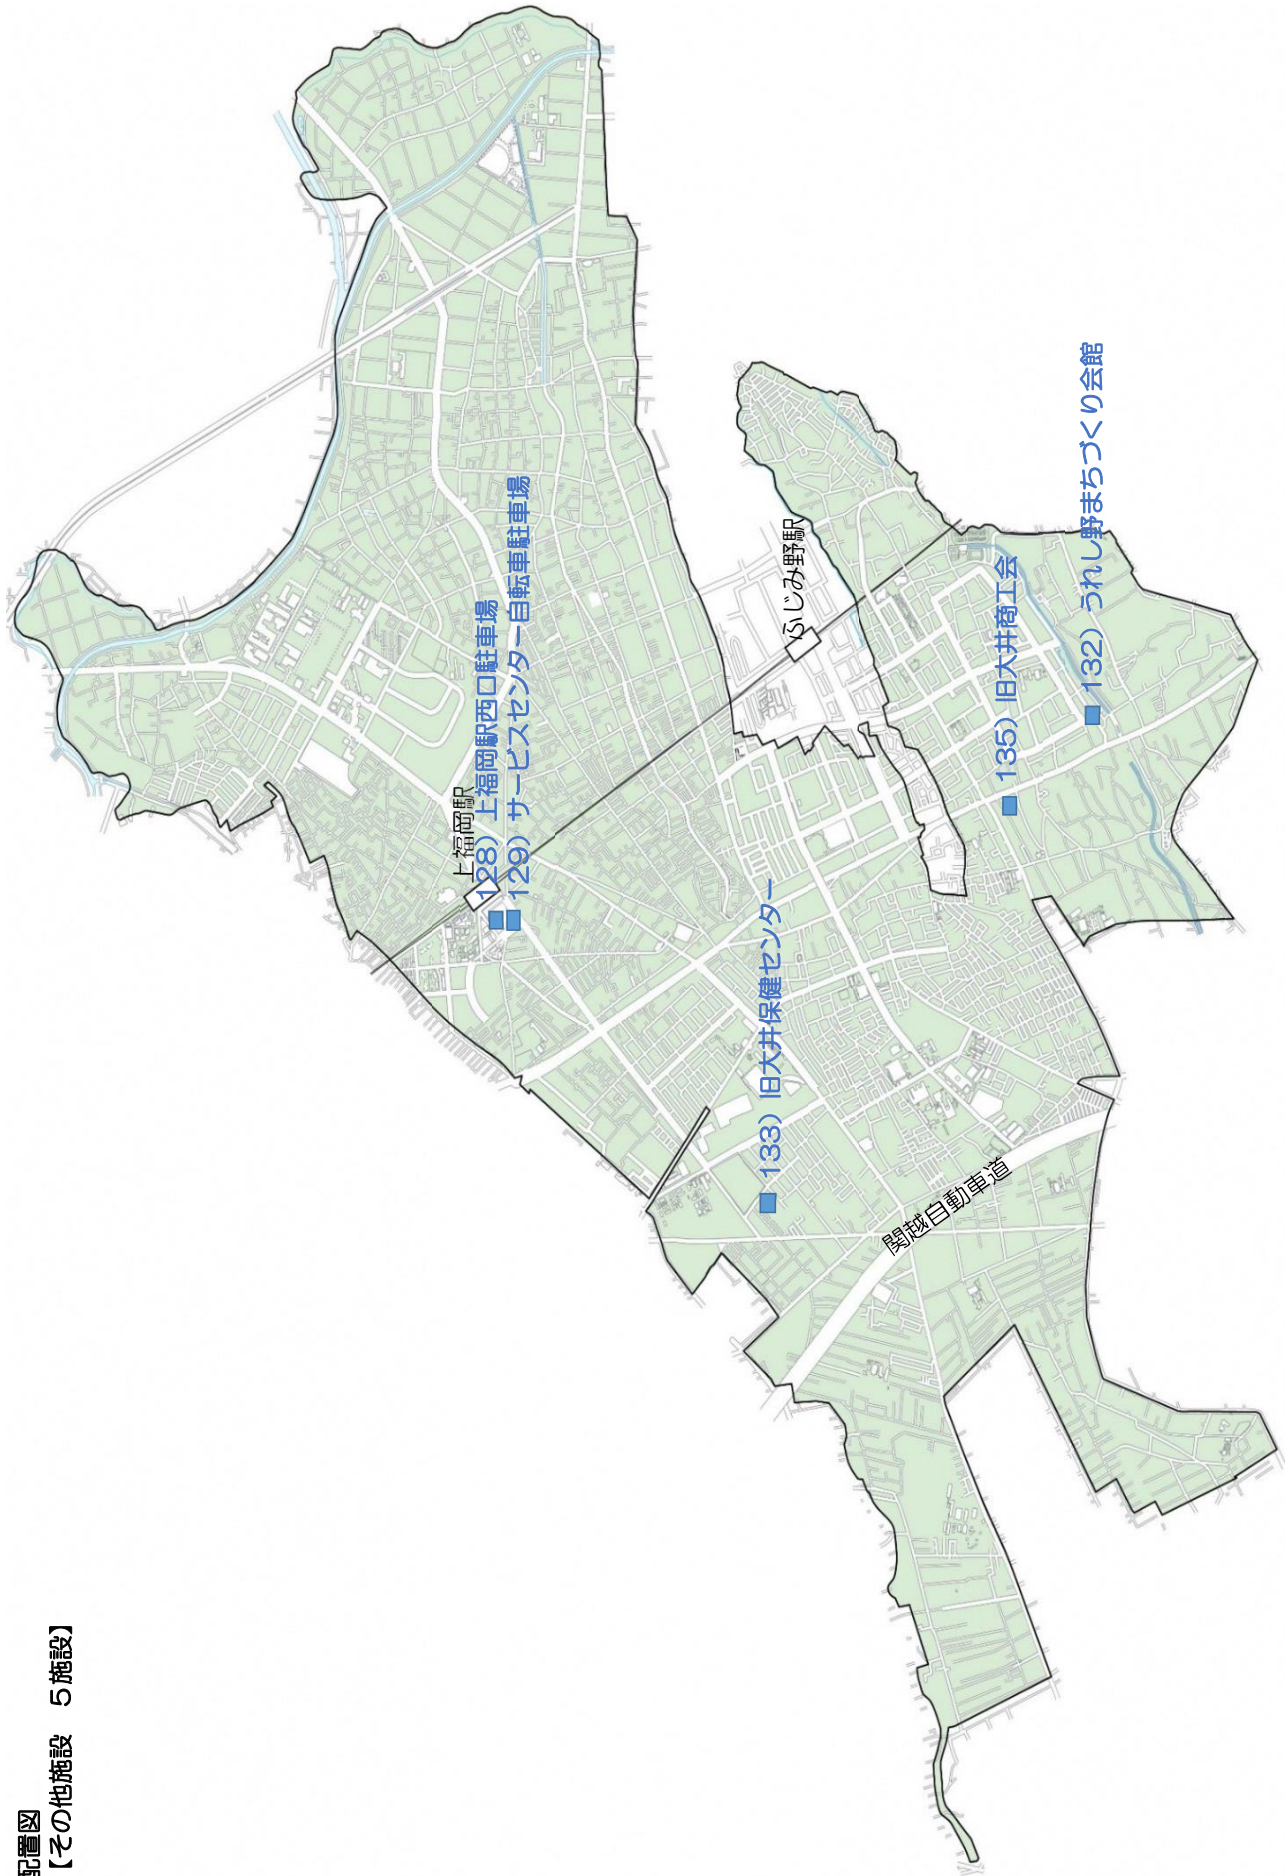 配置図
【その他施設　５施設】
上福岡駅
128）上福岡駅西口駐車場
129）サービスセンター自転車駐車場
133）旧大井保健センター
ふじみ野駅
関越自動車道
135）旧大井商工会
132）うれし野まちづくり会館